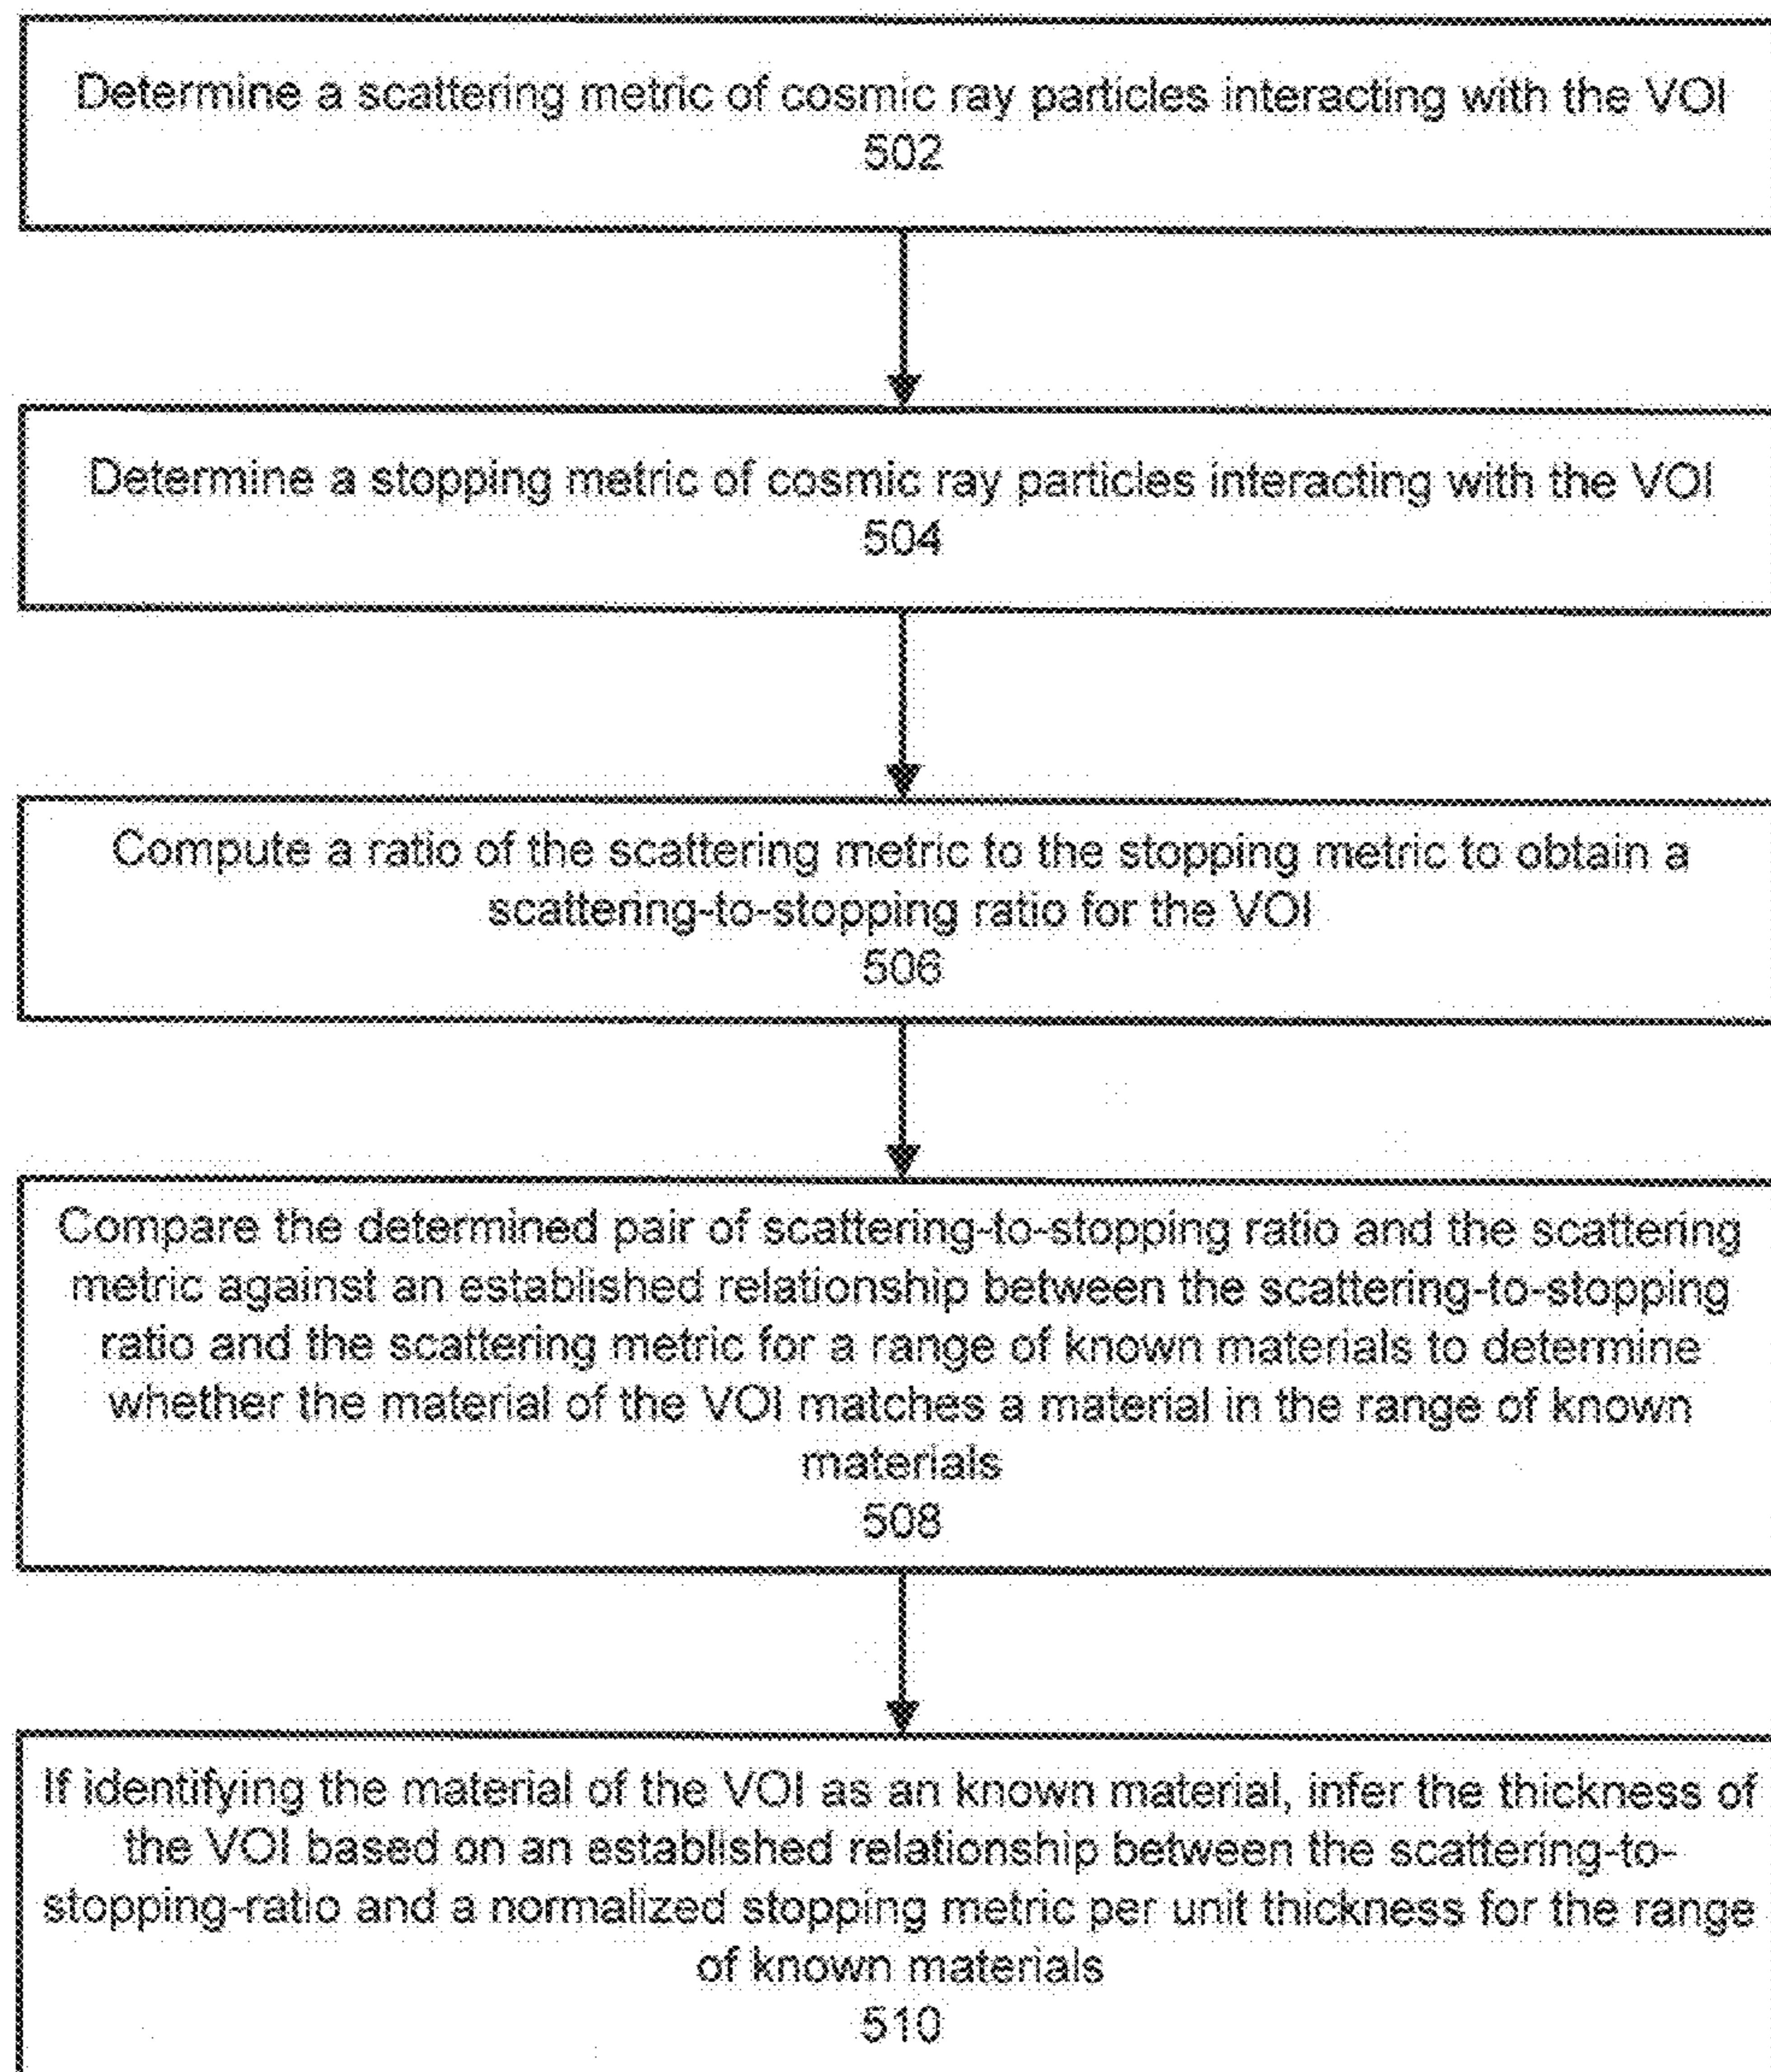 Determine a scattering metric of cosmic ray particles interacting with the VOI
502
Determine a stopping metric of cosmic ray particles interacting with the VOI
504
Compute a ratio of the scattering metric to the stopping metric to obtain a
scattering-to-stopping ratio for the VOI
506
Compare the determined pair of scattering-to-stopping ratio and the scattering
metric against an established relationship between the scattering-to-stopping
ratio and the scattering metric for a range of known materials to determine
whether the material of the VOI matches a material in the range of known
materials
508
If identifying the material of the VOI as an known material, infer the thickness of
the VOI based on an established relationship between the scattering-to-
stopping-ratio and a normalized stopping metric per unit thickness for the range
of known materials
510